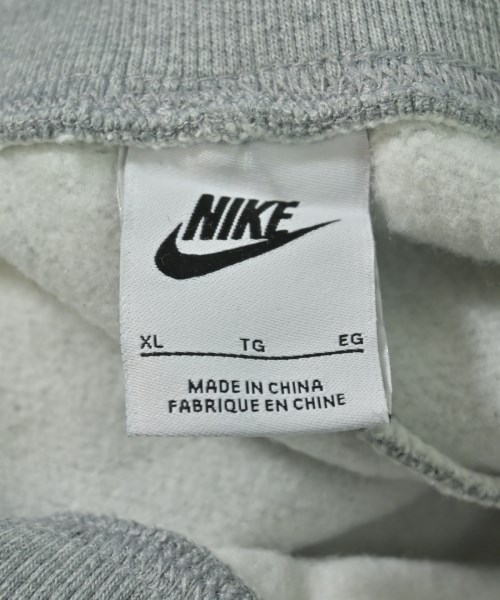 NIKE
XL TG EG
MADE IN CHINA
FABRIQUE EN CHINE